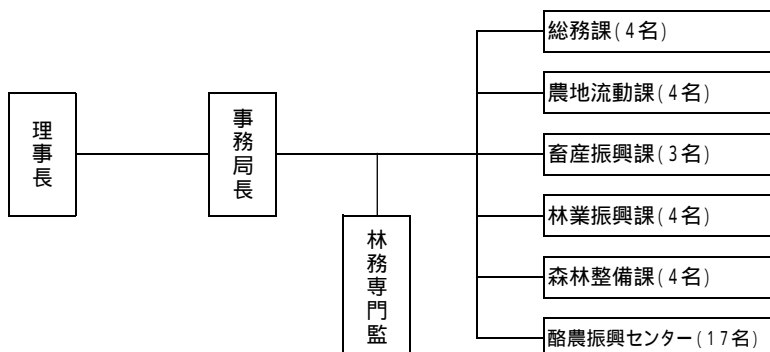 理事長
事務局長
林務専門監
総務課(4名)
農地流動課(4名)
畜産振興課(3名)
林業振興課(4名)
森林整備課(4名)
酪農振興センター(17名)